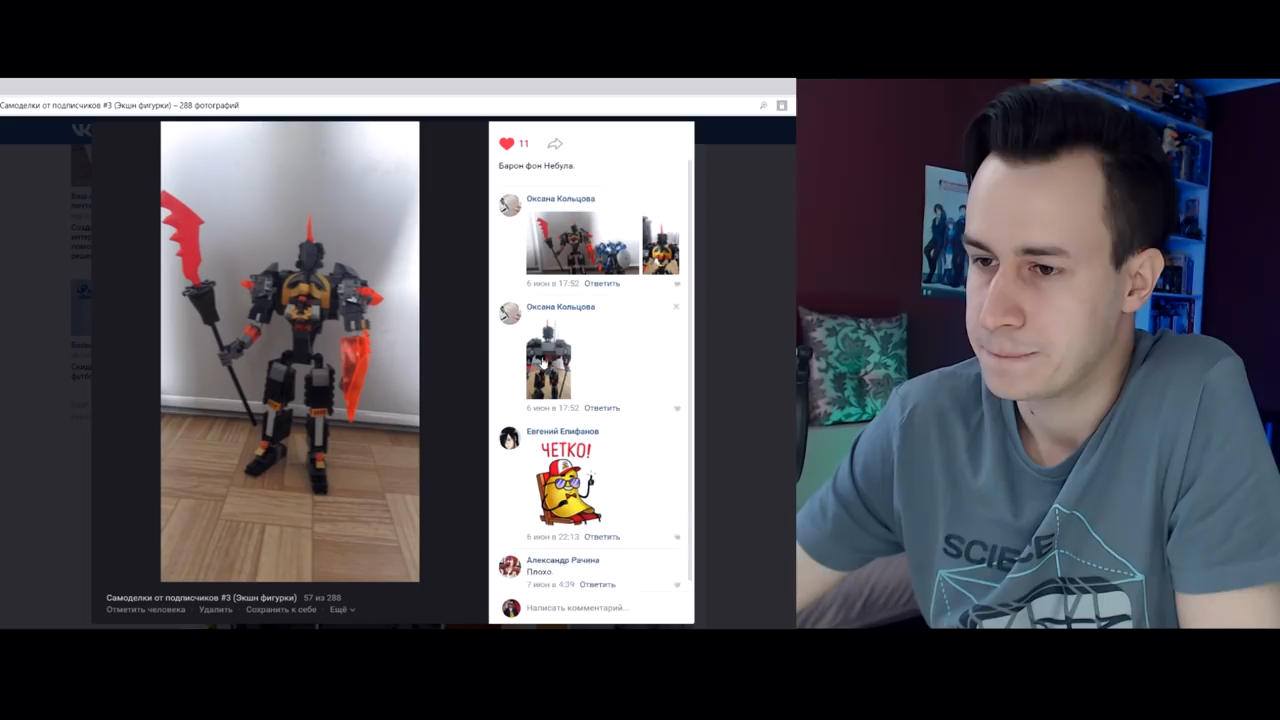 Самоделки от подписчиков #3 (Экшн фигурки) – 288 фотографий
11
Барон фон Небула.
Оксана Кольцова
6 июн в 17:52 Ответить
Оксана Кольцова
6 июн в 17:52 Ответить
Евгений Епифанов
ЧЕТКО!
6 июн в 22:13 Ответить
Александр Рачина
Плохо.
7 июн в 4:39 Ответить
Написать комментарий...
Самоделки от подписчиков #3 (Экшн фигурки) 57 из 288
Отметить человека · Удалить · Сохранить к себе · Ещё